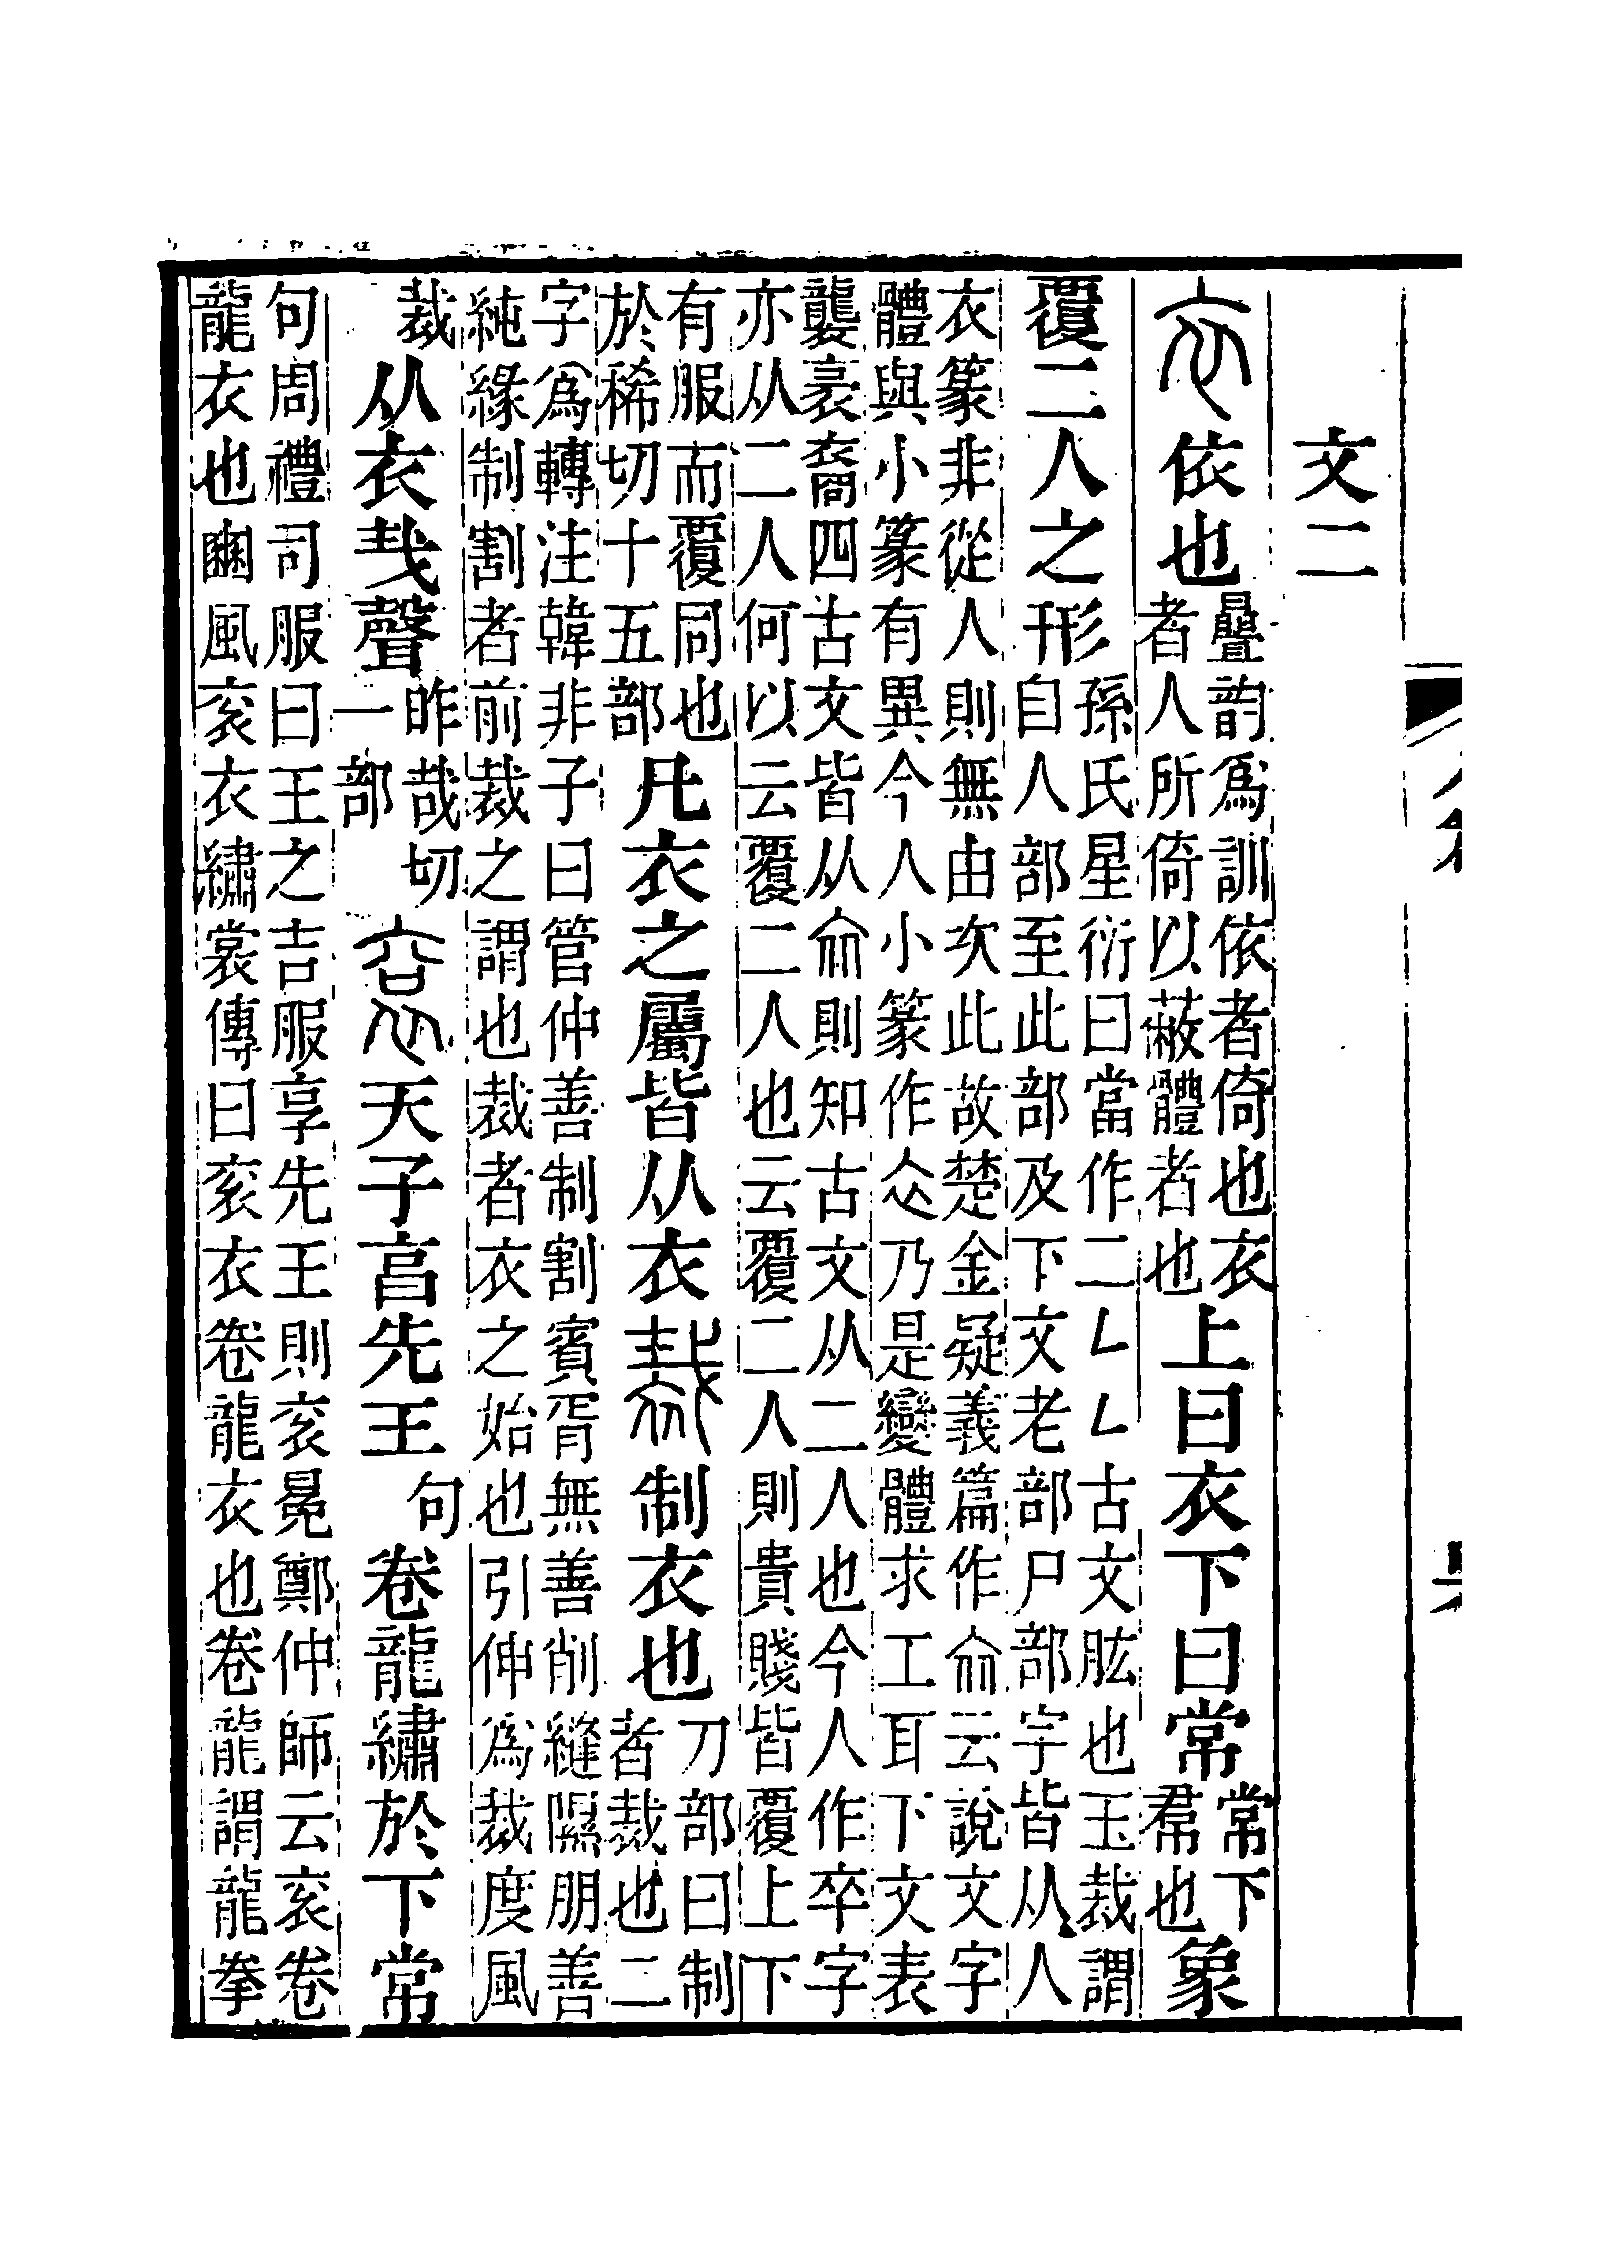 文二
衣依也疊韵爲訓依者倚也衣者人所倚以蔽體者也上曰衣下曰常常下帬也象
覆二人之形孫氏星衍曰當作二𠃊𠃊古文肱也玉裁謂自人部至此部及下文老部尸部字皆从人
衣篆非從人則無由次此故楚金疑義篇作𠆢从云說文字體與小篆有異今人小篆作𧘇乃是變體求工耳下文表
襲袤裔四古文皆从𠆢从則知古文从二人也今人作卒字亦从二人何以云覆二人也云覆二人則貴賤皆覆上下
有服而覆同也於稀切十五部凡衣之屬皆从衣裁制衣也刀部曰制者裁也二
字爲轉注韓非子曰管仲善制割賓胥無善削縫隰朋善純緣制割者前裁之謂也裁者衣之始也引伸爲裁度風
裁从衣𢦏聲昨哉切一部袞天子亯先王句卷龍繡於下常
句周禮司服曰王之吉服享先王則袞冕鄭仲師云袞卷龍衣也豳風袞衣繡裳傳曰袞衣卷龍衣也卷龍謂龍拳